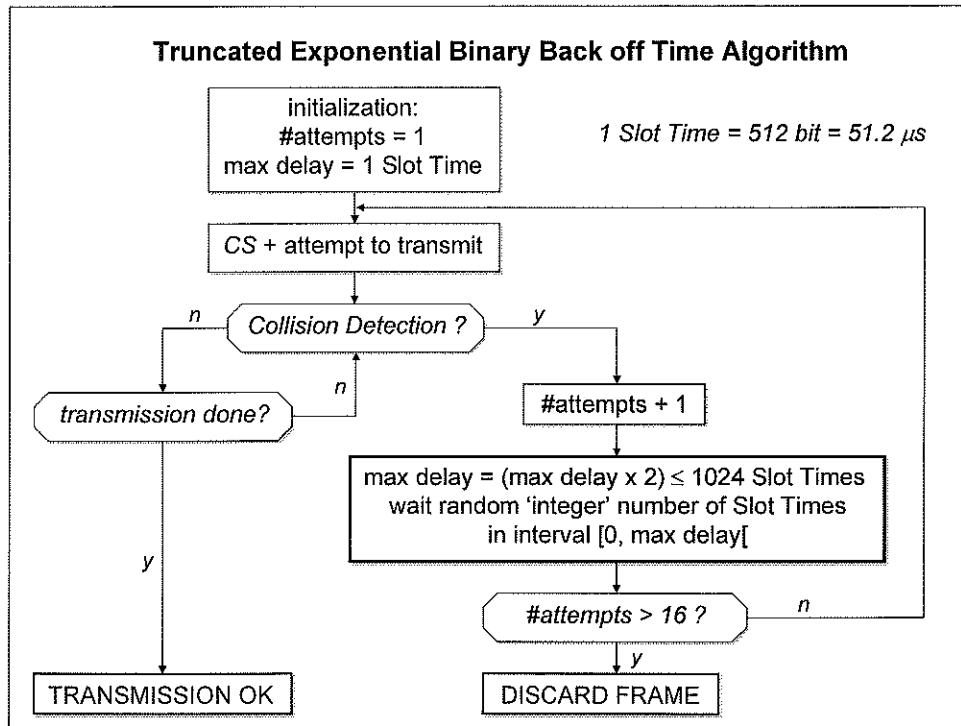 Truncated Exponential Binary Back off Time Algorithm
initialization:
#attempts = 1
max delay = 1 Slot Time
1 Slot Time = 512 bit = 51.2 µs
CS + attempt to transmit
n
Collision Detection ?
y
transmission done?
n
#attempts + 1
max delay = (max delay x 2) ≤ 1024 Slot Times
wait random ‘integer’ number of Slot Times
in interval [0, max delay[
y
#attempts > 16 ?
n
y
TRANSMISSION OK
DISCARD FRAME